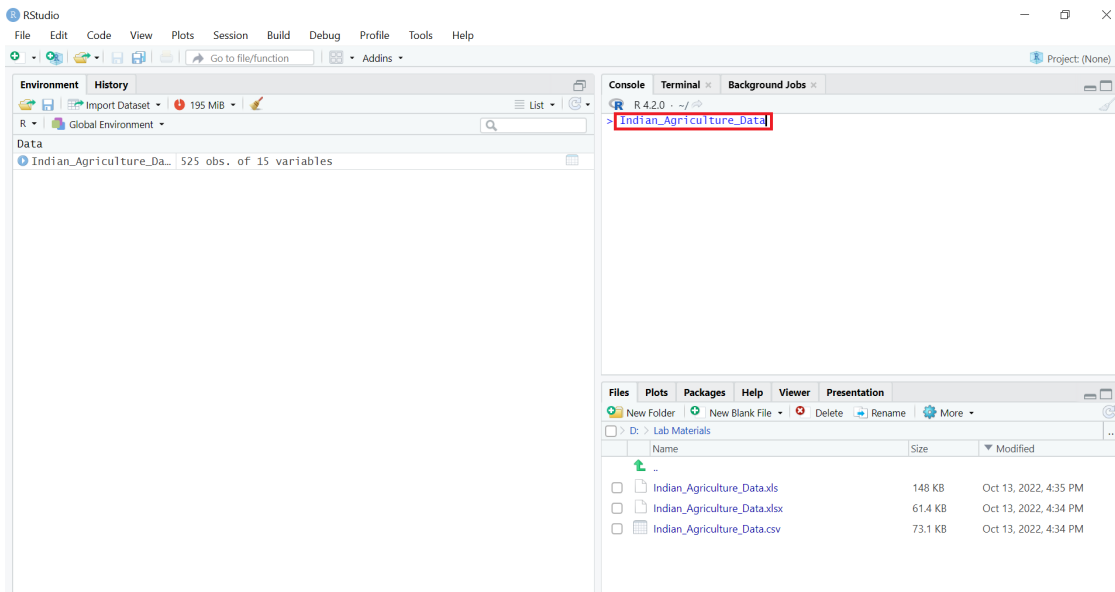 RStudio
File Edit Code View Plots Session Build Debug Profile Tools Help
Go to file/function Addins Project: (None)
Environment History
Import Dataset 195 MiB List
R Global Environment
Data
Indian_Agriculture_Da… 525 obs. of 15 variables
Console Terminal Background Jobs
R 4.2.0 · ~/
> Indian_Agriculture_Data
Files Plots Packages Help Viewer Presentation
New Folder New Blank File Delete Rename More
D: > Lab Materials
Name Size Modified
..
Indian_Agriculture_Data.xls 148 KB Oct 13, 2022, 4:35 PM
Indian_Agriculture_Data.xlsx 61.4 KB Oct 13, 2022, 4:34 PM
Indian_Agriculture_Data.csv 73.1 KB Oct 13, 2022, 4:34 PM